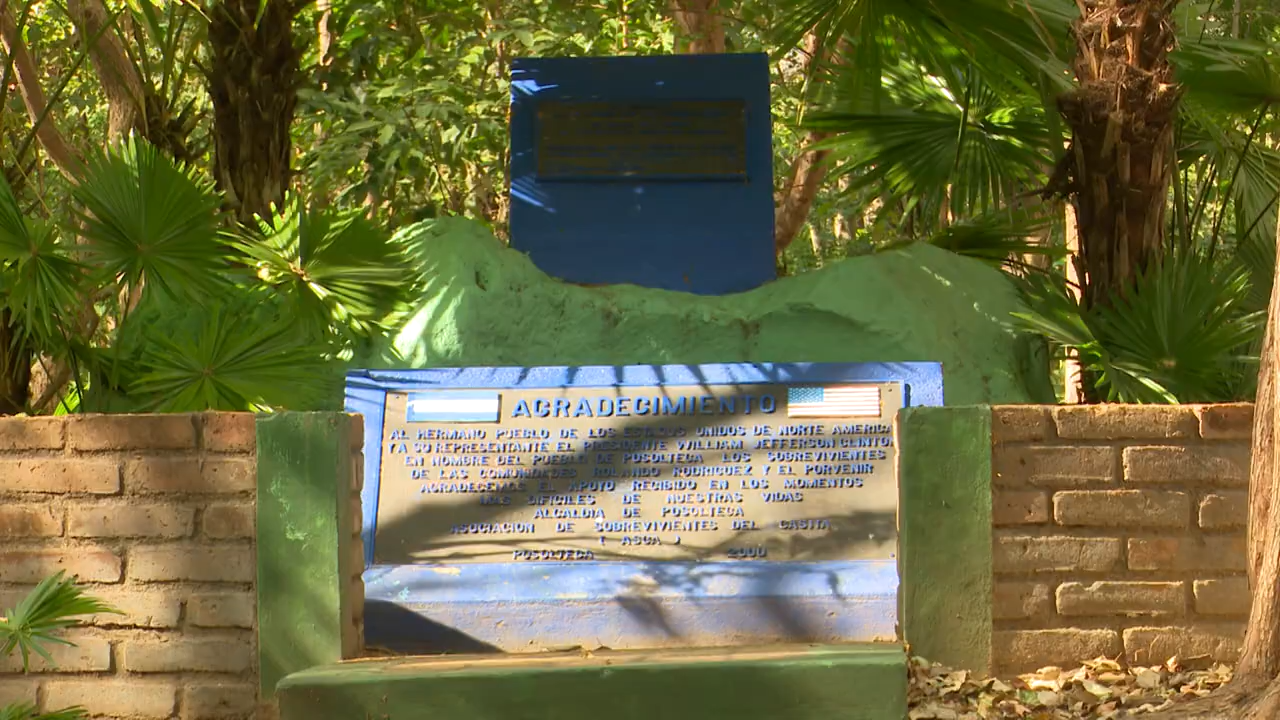 AGRADECIMIENTO
AL HERMANO PUEBLO DE LOS ESTADOS UNIDOS DE NORTE AMERICA
Y A SU REPRESENTANTE EL PRESIDENTE WILLIAM JEFFERSON CLINTON
EN NOMBRE DEL PUEBLO DE POSOLTEGA LOS SOBREVIVIENTES
DE LAS COMUNIDADES ROLANDO RODRIGUEZ Y EL PORVENIR
AGRADECEMOS EL APOYO RECIBIDO EN LOS MOMENTOS
MAS DIFICILES DE NUESTRAS VIDAS
ALCALDIA DE POSOLTEGA
ASOCIACION DE SOBREVIVIENTES DEL CASITA
( ASCA )
POSOLTEGA 2000